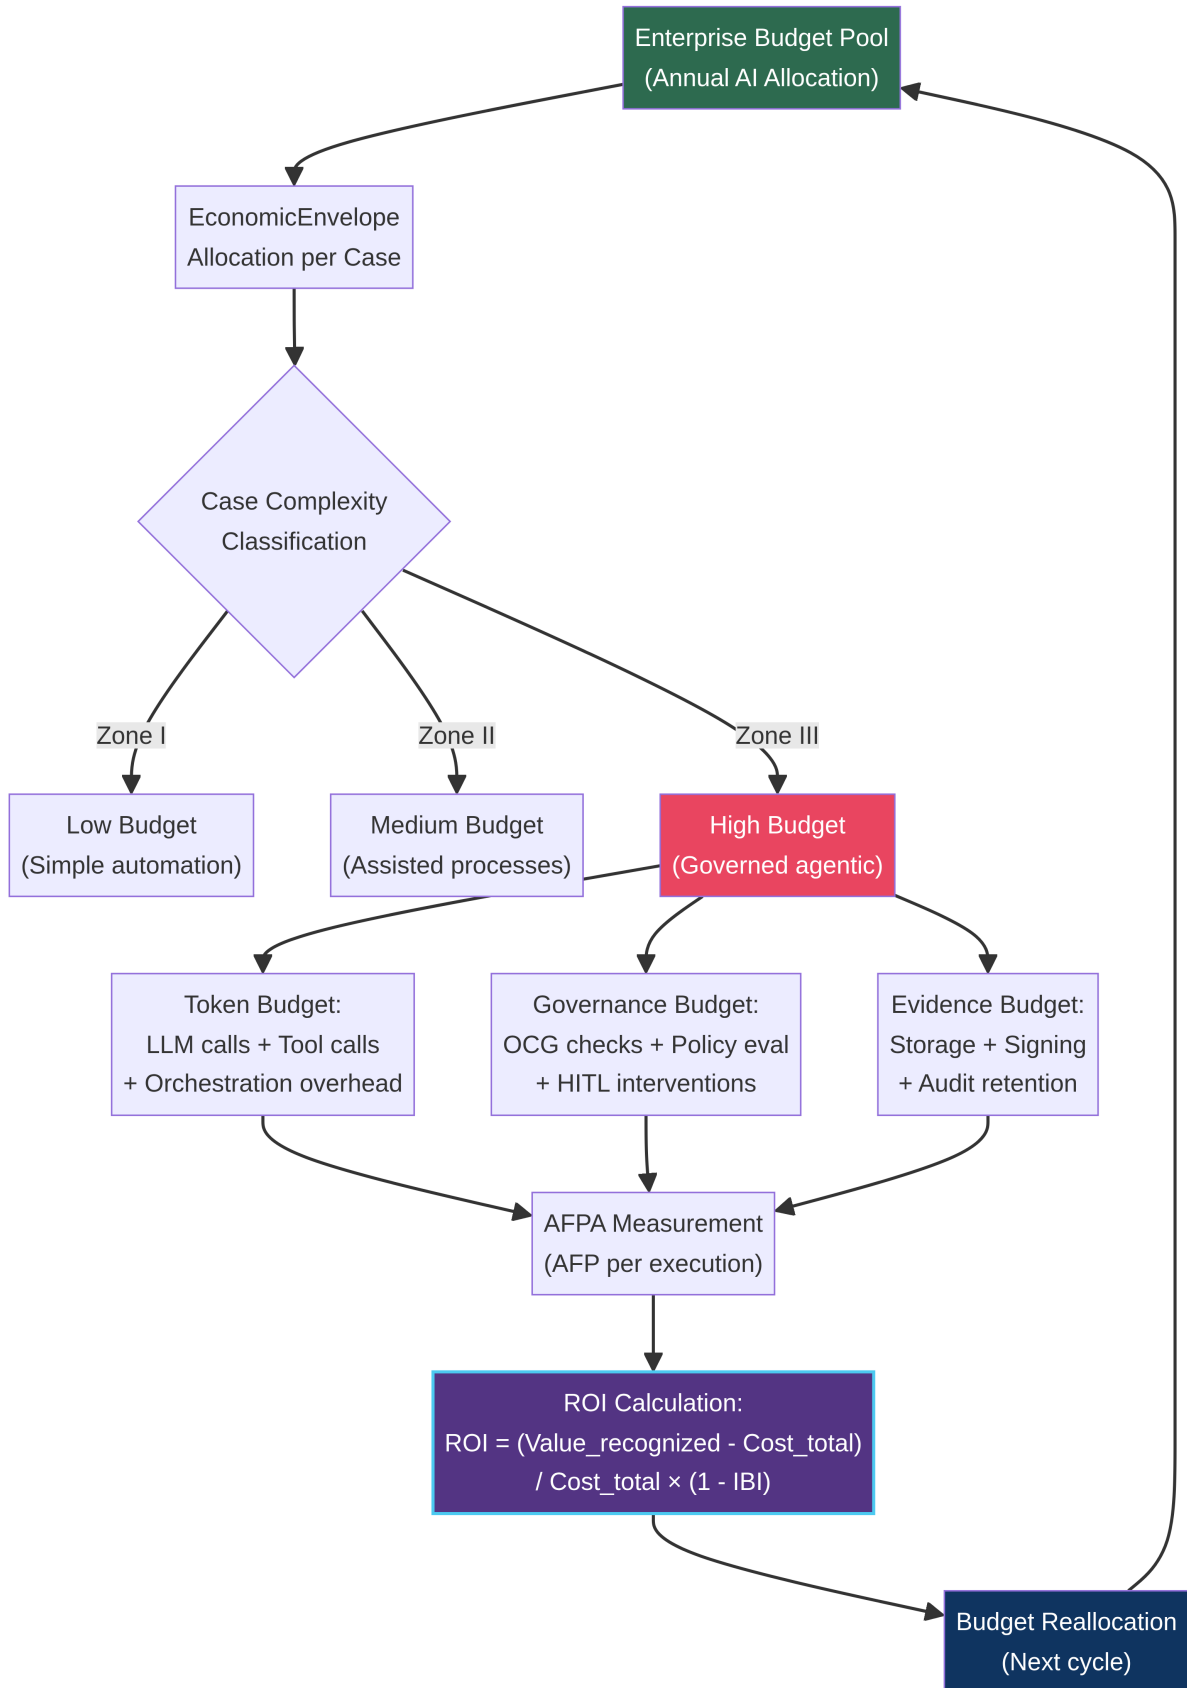 Enterprise Budget Pool
(Annual AI Allocation)
EconomicEnvelope
Allocation per Case
Case Complexity
Classification
Zone I
Zone II
Zone III
Low Budget
(Simple automation)
Medium Budget
(Assisted processes)
High Budget
(Governed agentic)
Token Budget:
LLM calls + Tool calls
+ Orchestration overhead
Governance Budget:
OCG checks + Policy eval
+ HITL interventions
Evidence Budget:
Storage + Signing
+ Audit retention
AFPA Measurement
(AFP per execution)
ROI Calculation:
ROI = (Value_recognized - Cost_total)
/ Cost_total × (1 - IBI)
Budget Reallocation
(Next cycle)